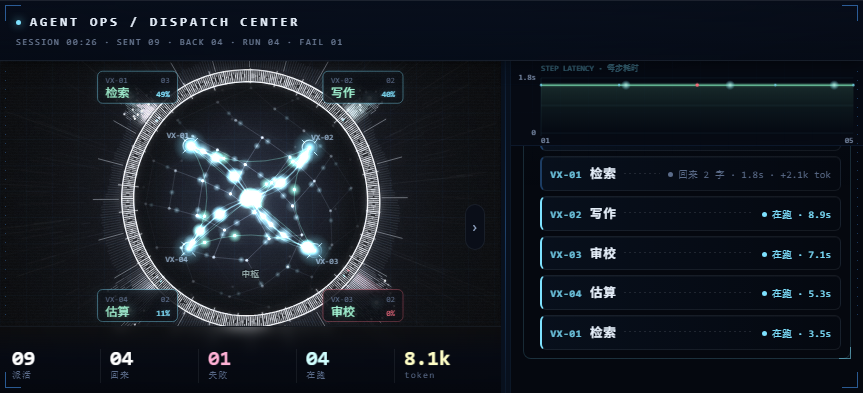 AGENT OPS / DISPATCH CENTER
SESSION 00:26 · SENT 09 · BACK 04 · RUN 04 · FAIL 01
VX-01 03
检索 49%
VX-02 02
写作 40%
VX-01
VX-02
VX-04
VX-03
中枢
VX-04 02
估算 11%
VX-03 02
审校 0%
›
09
派活
04
回来
01
失败
04
在跑
8.1k
token
STEP LATENCY · 每步耗时
1.8s
0
01 05
VX-01 检索 回来 2 字 · 1.8s · +2.1k tok
VX-02 写作 在跑 · 8.9s
VX-03 审校 在跑 · 7.1s
VX-04 估算 在跑 · 5.3s
VX-01 检索 在跑 · 3.5s